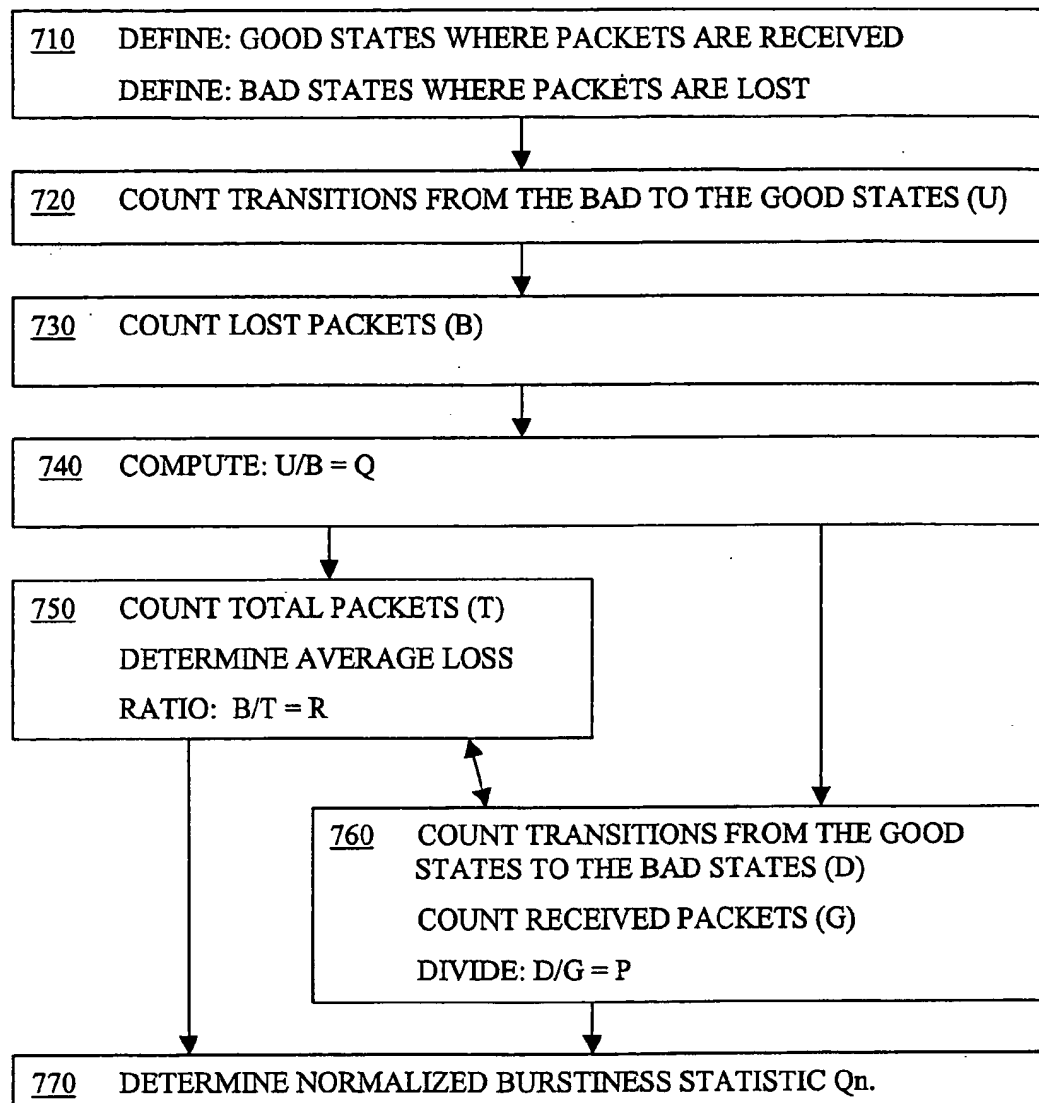 710 DEFINE: GOOD STATES WHERE PACKETS ARE RECEIVED
DEFINE: BAD STATES WHERE PACKETS ARE LOST
720 COUNT TRANSITIONS FROM THE BAD TO THE GOOD STATES (U)
730 COUNT LOST PACKETS (B)
740 COMPUTE: U/B = Q
750 COUNT TOTAL PACKETS (T)
DETERMINE AVERAGE LOSS
RATIO: B/T = R
760 COUNT TRANSITIONS FROM THE GOOD
STATES TO THE BAD STATES (D)
COUNT RECEIVED PACKETS (G)
DIVIDE: D/G = P
770 DETERMINE NORMALIZED BURSTINESS STATISTIC Qn.